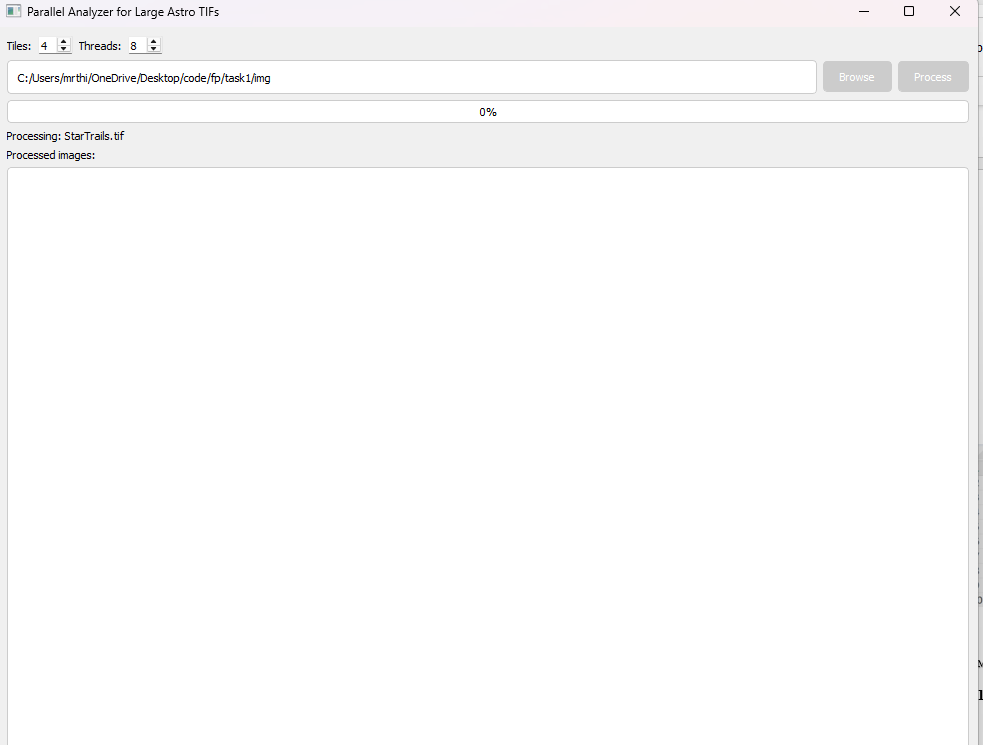 Parallel Analyzer for Large Astro TIFs
Tiles: 4 Threads: 8
C:/Users/mrthi/OneDrive/Desktop/code/fp/task1/img Browse Process
0%
Processing: StarTrails.tif
Processed images: